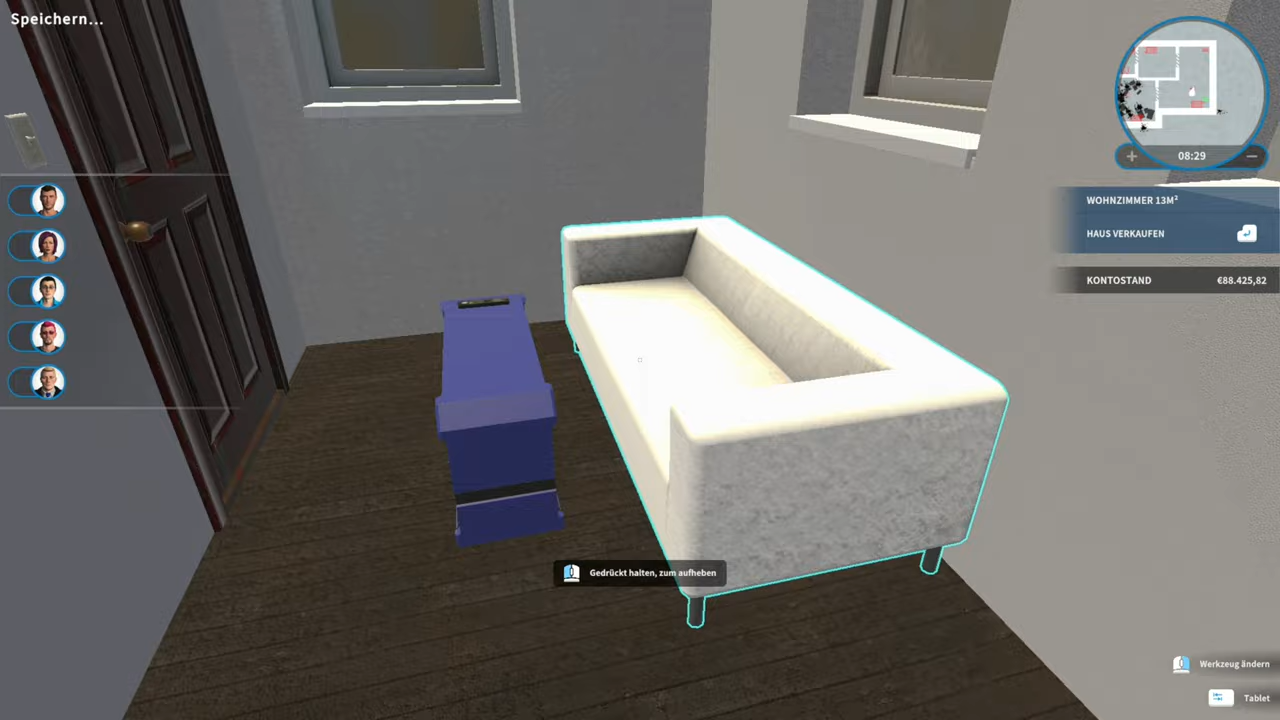 Speichern...
08:29
WOHNZIMMER 13M²
HAUS VERKAUFEN
KONTOSTAND €88.425,82
Gedrückt halten, zum aufheben
Werkzeug ändern
Tablet